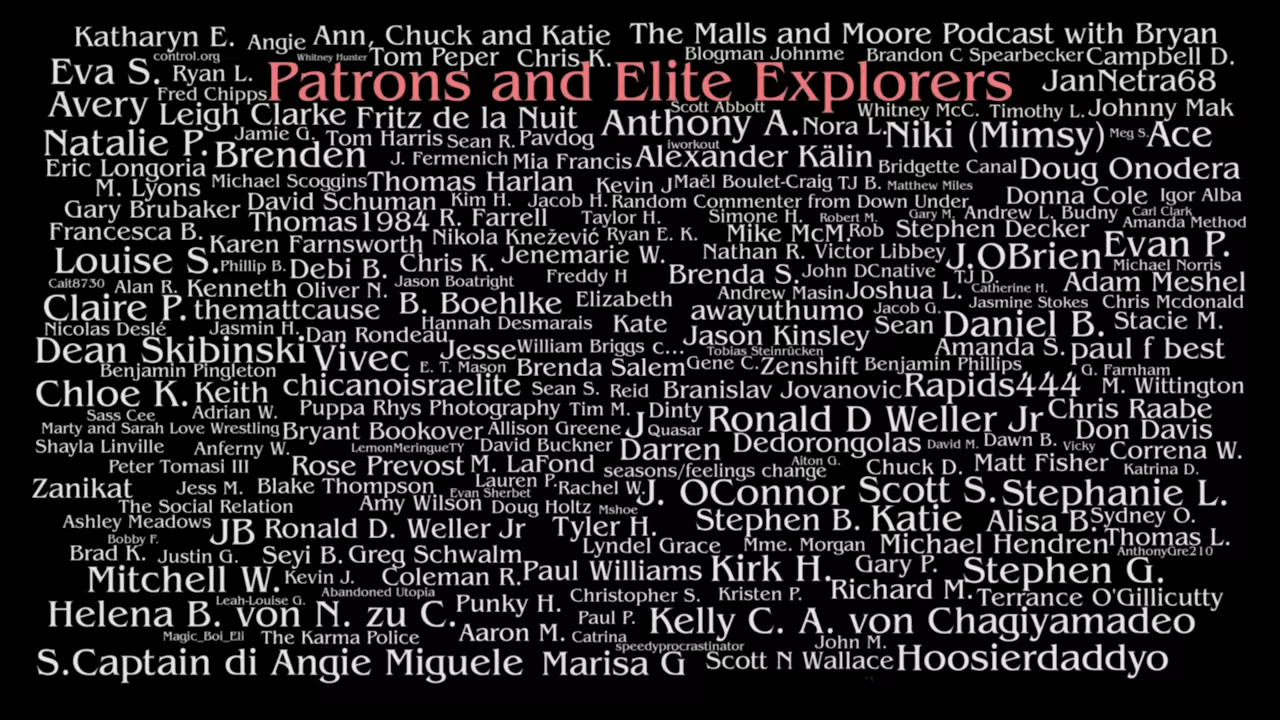 Katharyn E. Angie Ann, Chuck and Katie The Malls and Moore Podcast with Bryan
control.org Whitney Hunter Tom Peper Chris K. Blogman Johnme Brandon C Spearbecker Campbell D.
Eva S. Ryan L. Patrons and Elite Explorers JanNetra68
Avery Fred Chipps Leigh Clarke Fritz de la Nuit Scott Abbott Anthony A. Whitney McC. Timothy L. Johnny Mak
Natalie P. Jamie G. Tom Harris Sean R. Pavdog iworkout Nora L. Niki (Mimsy) Meg S. Ace
Eric Longoria Brenden J. Fermenich Mia Francis Alexander Kälin Bridgette Canal Doug Onodera
M. Lyons Michael Scoggins Thomas Harlan Kevin J Maël Boulet-Craig TJ B. Matthew Miles Donna Cole Igor Alba
Gary Brubaker David Schuman Kim H. Jacob H. Random Commenter from Down Under
Thomas1984 R. Farrell Taylor H. Simone H. Robert M. Gary M. Andrew L. Budny Carl Clark Amanda Method
Francesca B. Karen Farnsworth Nikola Knežević Ryan E. K. Mike McM Rob Stephen Decker
Louise S. Phillip B. Debi B. Chris K. Jenemarie W. Nathan R. Victor Libbey J.OBrien Evan P.
Cait8730 Alan R. Kenneth Oliver N. Jason Boatright Freddy H Brenda S. John DCnative TJ D. Catherine H. Michael Norris Adam Meshel
Claire P. themattcause B. Boehlke Elizabeth Andrew Masin Joshua L. Jacob G. Jasmine Stokes Chris Mcdonald
Nicolas Deslé Jasmin H. Dan Rondeau Hannah Desmarais Kate awayuthumo Jason Kinsley Sean Daniel B. Stacie M.
Dean Skibinski Vivec Jesse William Briggs C... Tobias Steinrücken Amanda S. paul f best
Benjamin Pingleton E. T. Mason Brenda Salem Gene C. Zenshift Benjamin Phillips G. Farnham
Chloe K. Keith chicanoisraelite Sean S. Reid Branislav Jovanovic Rapids444 M. Wittington
Sass Cee Adrian W. Puppa Rhys Photography Tim M. Dinty Ronald D Weller Jr Chris Raabe
Marty and Sarah Love Wrestling Bryant Bookover Allison Greene J Quasar Don Davis
Shayla Linville Anferny W. LemonMeringueTY David Buckner Darren Dedorongolas David M. Dawn B. Vicky Correna W.
Peter Tomasi III Rose Prevost M. LaFond seasons/feelings change Aiton G. Chuck D. Matt Fisher Katrina D.
Zanikat Jess M. Blake Thompson Lauren P. Evan Sherbet Rachel W. J. OConnor Scott S. Stephanie L.
The Social Relation Amy Wilson Doug Holtz Mshoe
Ashley Meadows JB Ronald D. Weller Jr Tyler H. Stephen B. Katie Alisa B. Sydney O.
Bobby F. Brad K. Justin G. Seyi B. Greg Schwalm Lyndel Grace Mme. Morgan Michael Hendren Thomas L. AnthonyGre210
Mitchell W. Kevin J. Coleman R. Paul Williams Kirk H. Gary P. Stephen G.
Leah-Louise G. Abandoned Utopia Christopher S. Kristen P. Richard M. Terrance O'Gillicutty
Helena B. von N. zu C. Punky H. Paul P. Kelly C. A. von Chagiyamadeo
Magic_Boi_Eli The Karma Police Aaron M. Catrina speedyprocrastinator John M.
S.Captain di Angie Miguele Marisa G Scott N Wallace Hoosierdaddyo